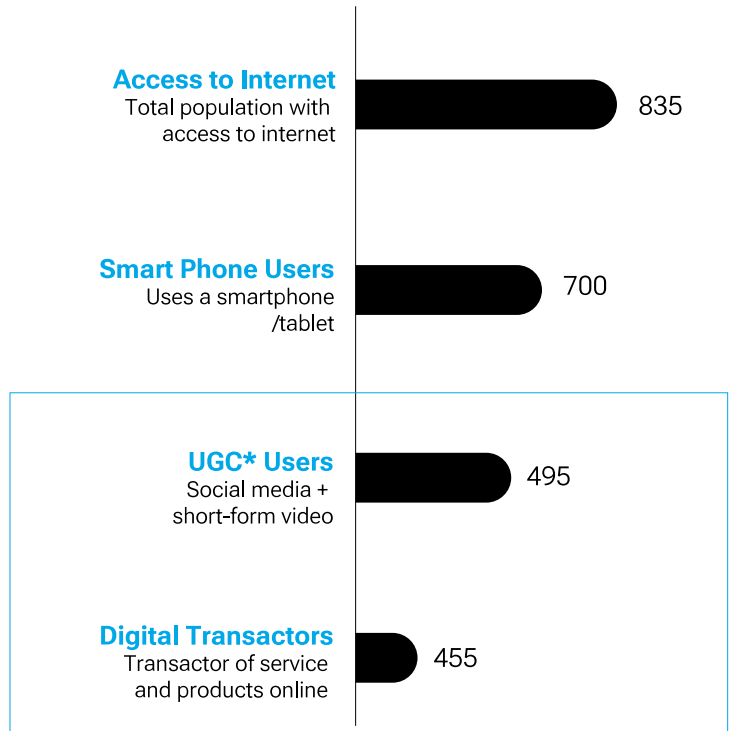 Access to Internet
Total population with
access to internet
835
Smart Phone Users
Uses a smartphone
/tablet
700
UGC* Users
Social media +
short-form video
495
Digital Transactors
Transactor of service
and products online
455